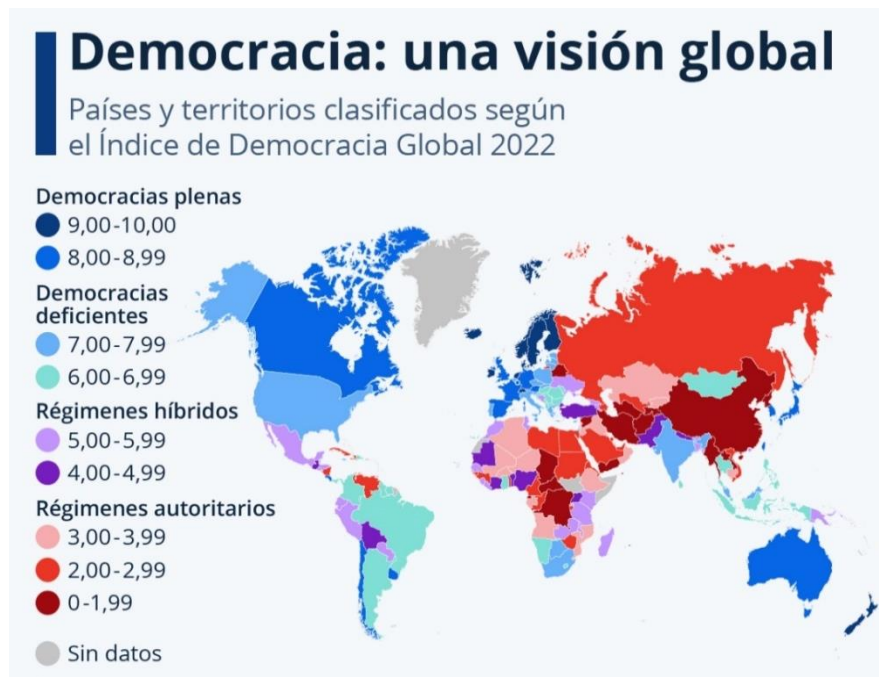 Democracia: una visión global
Países y territorios clasificados según
el Índice de Democracia Global 2022
Democracias plenas
9,00-10,00
8,00-8,99
Democracias
deficientes
7,00-7,99
6,00-6,99
Régimenes híbridos
5,00-5,99
4,00-4,99
Régimenes autoritarios
3,00-3,99
2,00-2,99
0-1,99
Sin datos